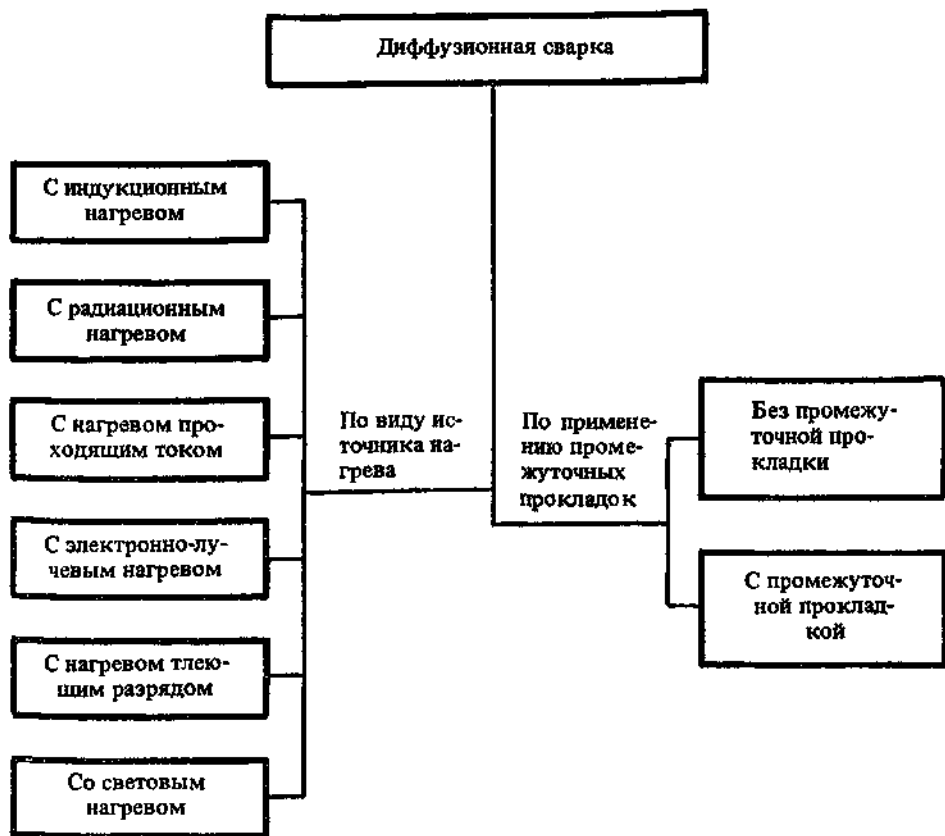 Диффузионная сварка
С индукционным
нагревом
С радиационным
нагревом
С нагревом про-
ходящим током
С электронно-лу-
чевым нагревом
С нагревом тлею-
щим разрядом
Со световым
нагревом
По виду ис-
точника на-
грева
По примене-
нию проме-
жуточных
прокладок
Без промежу-
точной про-
кладки
С промежуточ-
ной проклад-
кой